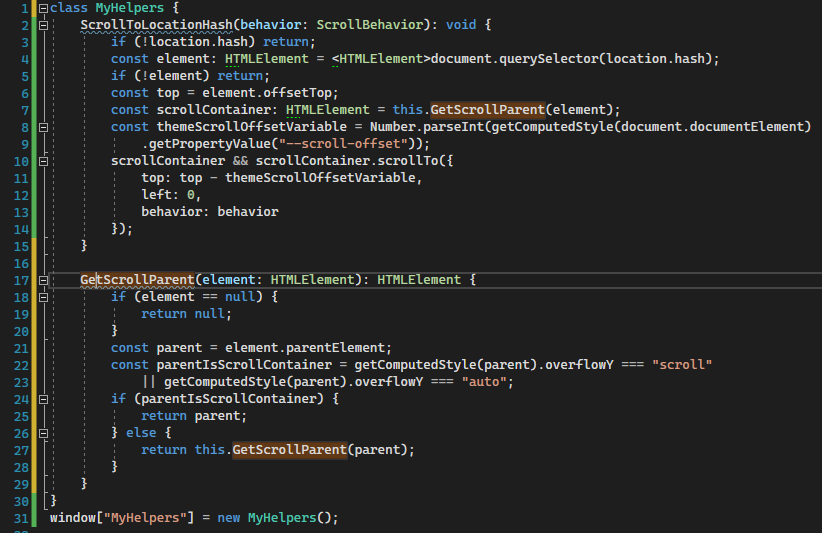 1 class MyHelpers {
2 ScrollToLocationHash(behavior: ScrollBehavior): void {
3 if (!location.hash) return;
4 const element: HTMLElement = <HTMLElement>document.querySelector(location.hash);
5 if (!element) return;
6 const top = element.offsetTop;
7 const scrollContainer: HTMLElement = this.GetScrollParent(element);
8 const themeScrollOffsetVariable = Number.parseInt(getComputedStyle(document.documentElement)
9 .getPropertyValue("--scroll-offset"));
10 scrollContainer && scrollContainer.scrollTo({
11 top: top - themeScrollOffsetVariable,
12 left: 0,
13 behavior: behavior
14 });
15 }
16
17 GetScrollParent(element: HTMLElement): HTMLElement {
18 if (element == null) {
19 return null;
20 }
21 const parent = element.parentElement;
22 const parentIsScrollContainer = getComputedStyle(parent).overflowY === "scroll"
23 || getComputedStyle(parent).overflowY === "auto";
24 if (parentIsScrollContainer) {
25 return parent;
26 } else {
27 return this.GetScrollParent(parent);
28 }
29 }
30 }
31 window["MyHelpers"] = new MyHelpers();